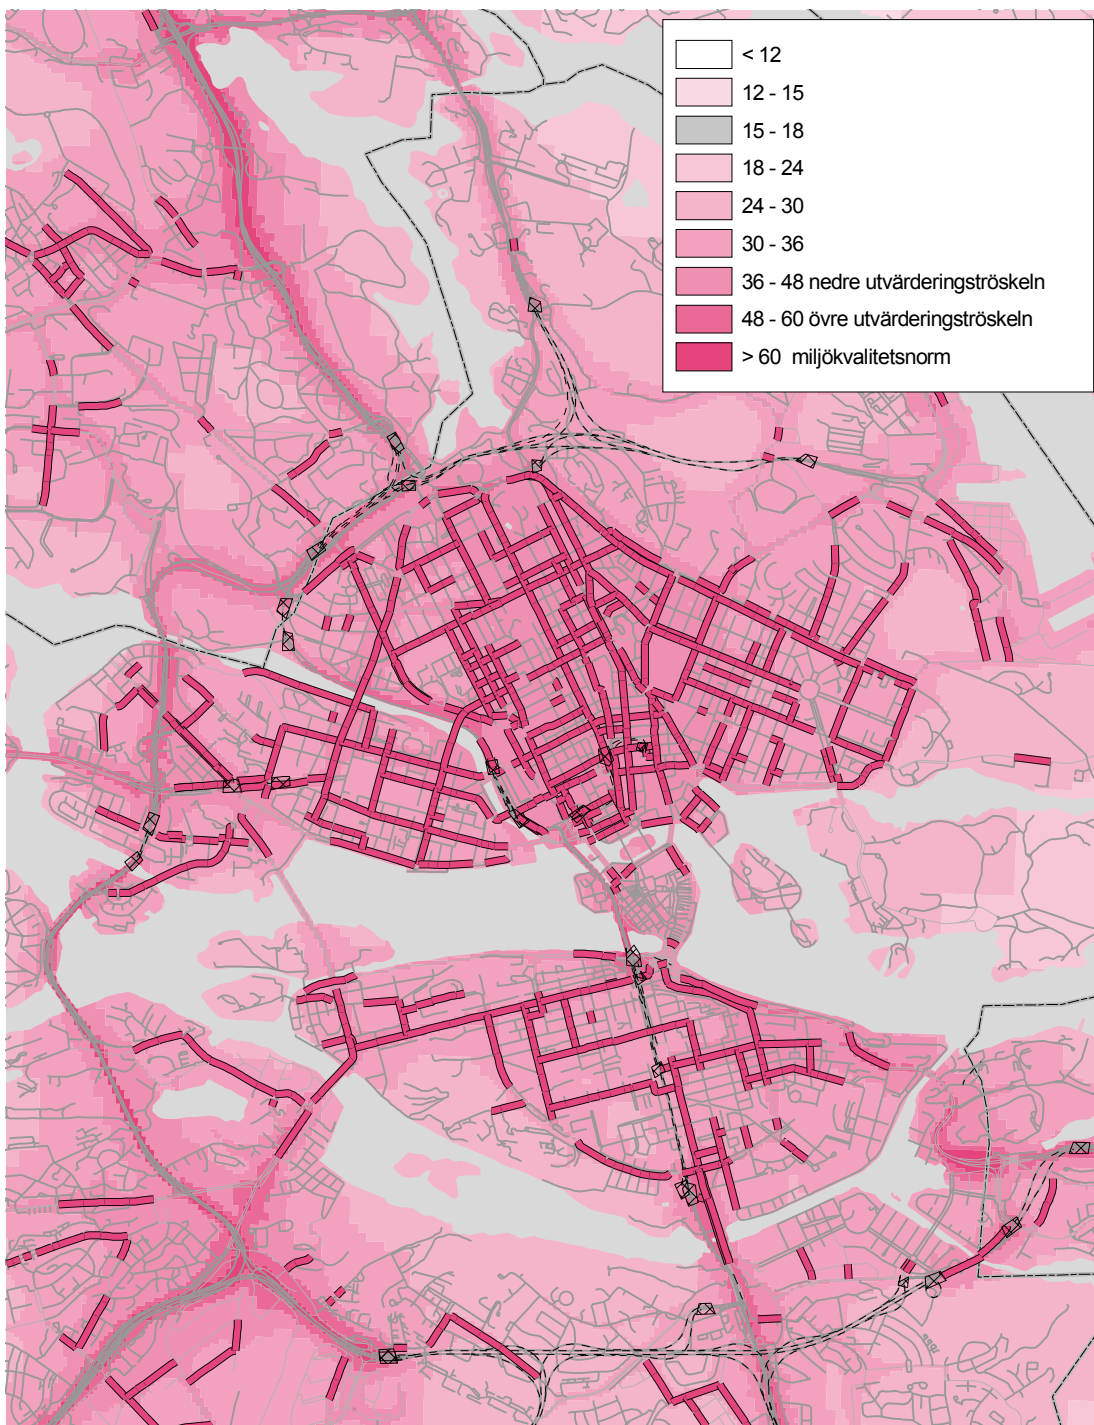 < 12
12 - 15
15 - 18
18 - 24
24 - 30
30 - 36
36 - 48 nedre utvärderingströskeln
48 - 60 övre utvärderingströskeln
> 60 miljökvalitetsnorm